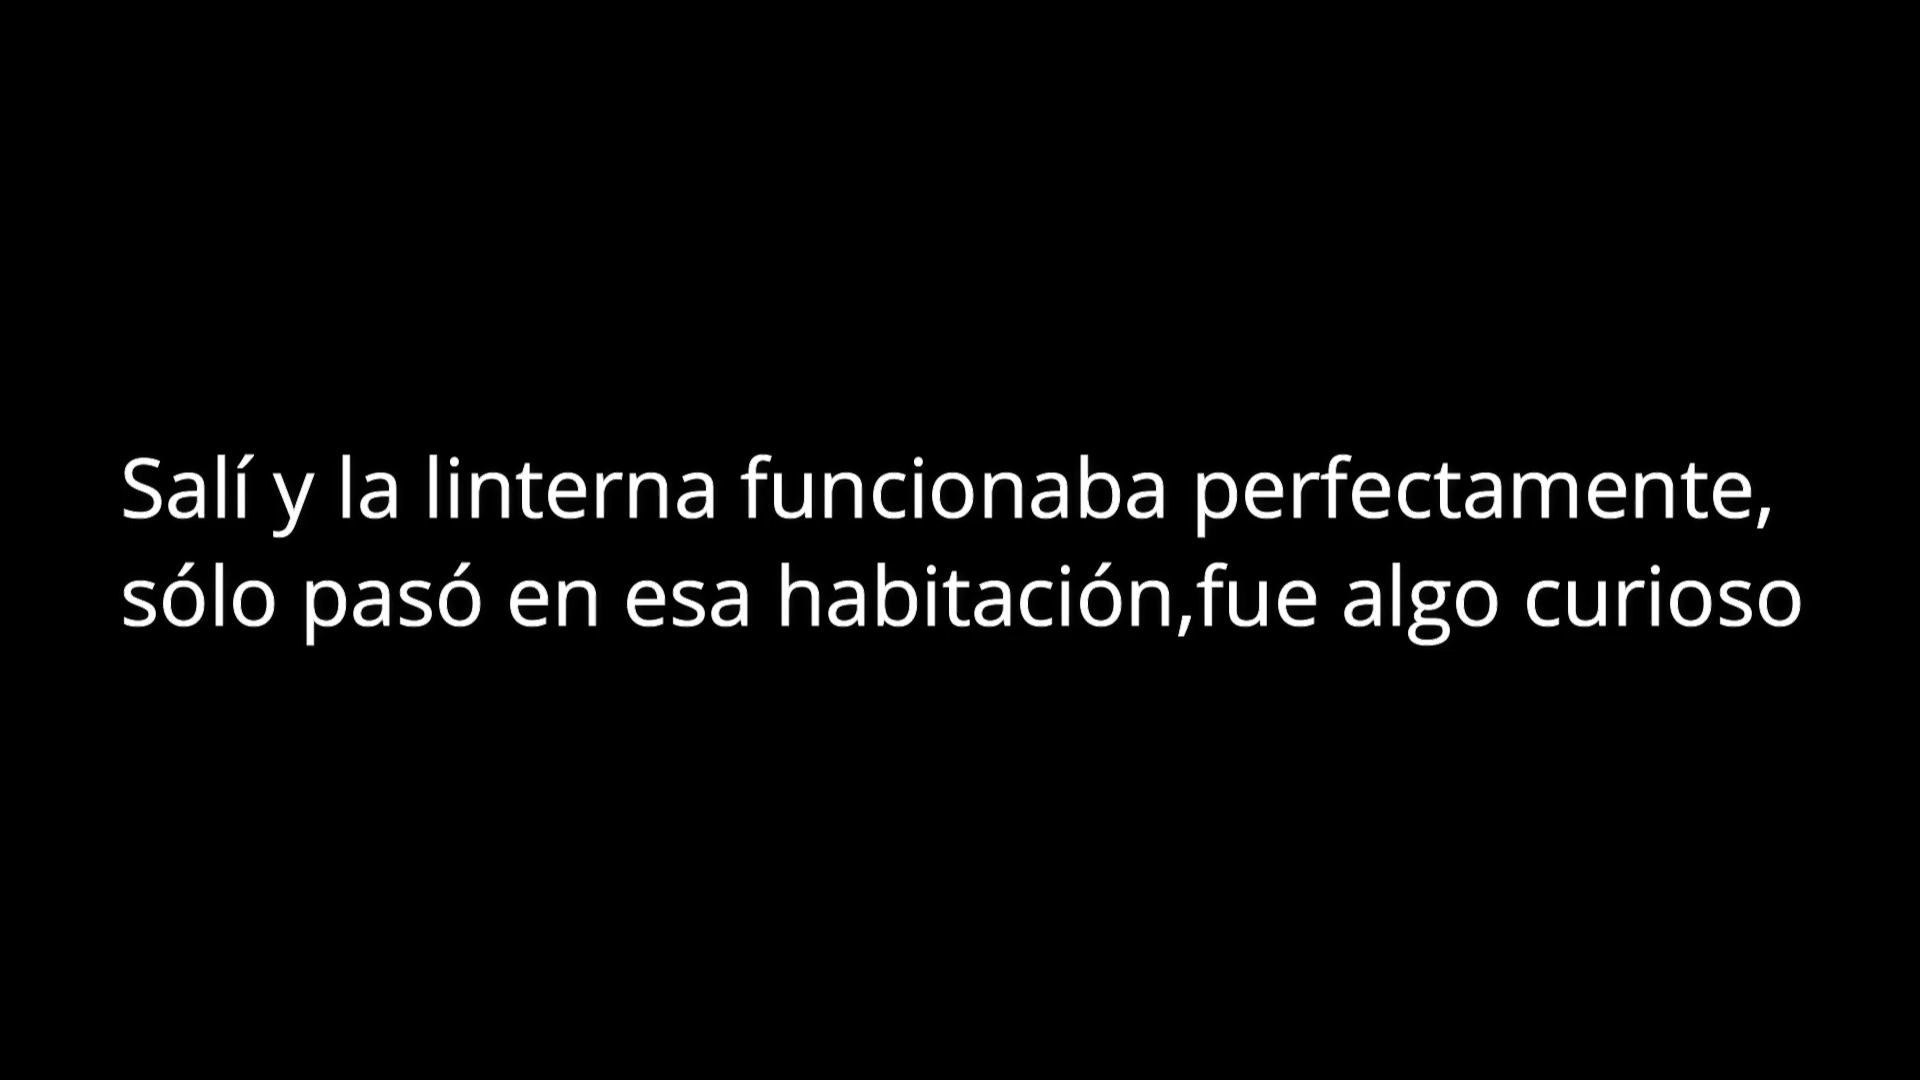 Salí y la linterna funcionaba perfectamente,
sólo pasó en esa habitación,fue algo curioso